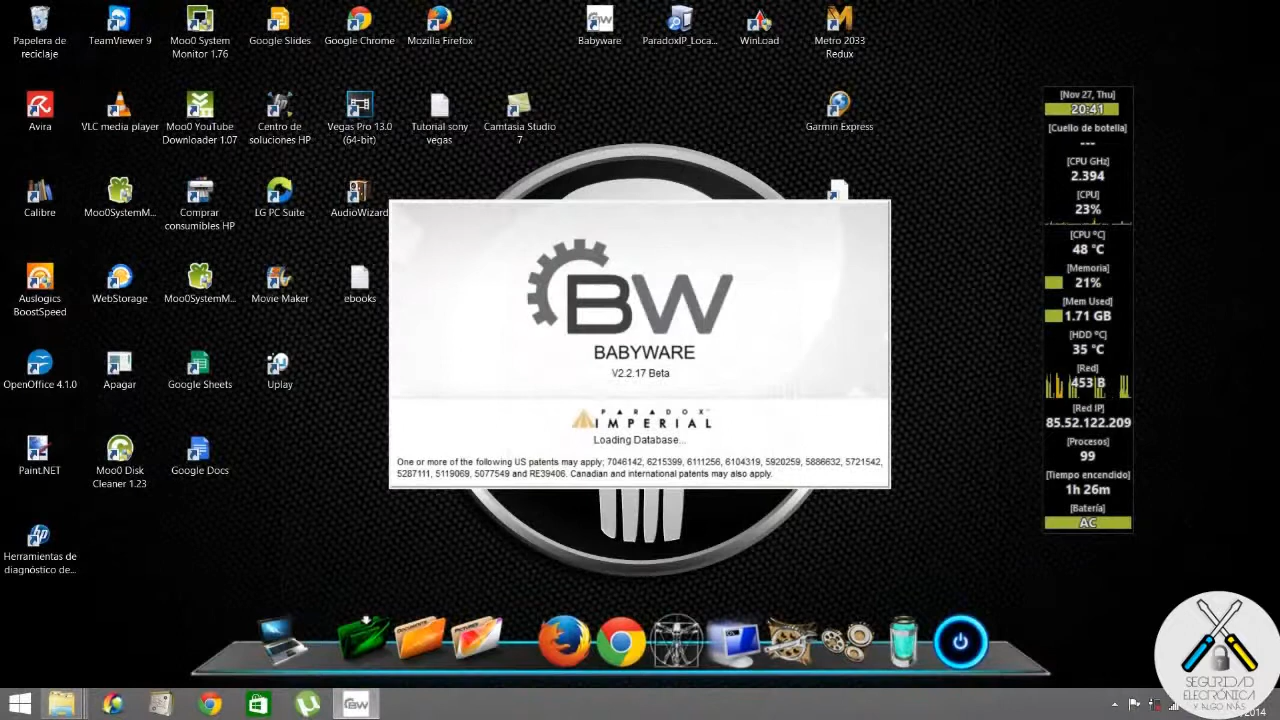 Papelera de
reciclaje
TeamViewer 9
Moo0 System
Monitor 1.76
Google Slides
Google Chrome
Mozilla Firefox
Babyware
ParadoxIP_Loca...
WinLoad
Metro 2033
Redux
Avira
VLC media player
Moo0 YouTube
Downloader 1.07
Centro de
soluciones HP
Vegas Pro 13.0
(64-bit)
Tutorial sony
vegas
Camtasia Studio
7
Garmin Express
Calibre
Moo0SystemM...
Comprar
consumibles HP
LG PC Suite
AudioWizard
Auslogics
BoostSpeed
WebStorage
Moo0SystemM...
Movie Maker
ebooks
OpenOffice 4.1.0
Apagar
Google Sheets
Uplay
Paint.NET
Moo0 Disk
Cleaner 1.23
Google Docs
Herramientas de
diagnóstico de...
BW
BABYWARE
V2.2.17 Beta
PARADOX
IMPERIAL
Loading Database...
One or more of the following US patents may apply; 7046142, 6215399, 6111256, 6104319, 5920259, 5886632, 5721542,
5287111, 5119069, 5077549 and RE39406. Canadian and international patents may also apply.
[Nov 27, Thu]
20:41
[Cuello de botella]
---
[CPU GHz]
2.394
[CPU]
23%
[CPU °C]
48 °C
[Memoria]
21%
[Mem Used]
1.71 GB
[HDD °C]
35 °C
[Red]
453 B
[Red IP]
85.52.122.209
[Procesos]
99
[Tiempo encendido]
1h 26m
[Batería]
AC
SEGURIDAD
ELECTRÓNICA
Y ALGO MÁS
BW